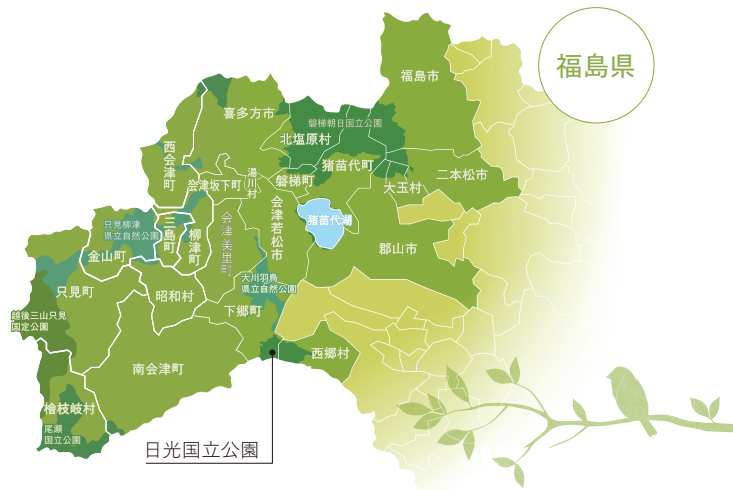 福島県
福島市
喜多方市
磐梯朝日国立公園
北塩原村
西会津町
猪苗代町
会津坂下町
湯川村
磐梯町
大玉村
二本松市
会津若松市
猪苗代湖
三島町
柳津町
会津美里町
只見柳津
県立自然公園
郡山市
金山町
大川羽鳥
県立自然公園
只見町
昭和村
下郷町
越後三山只見
国定公園
西郷村
南会津町
檜枝岐村
尾瀬
国立公園
日光国立公園